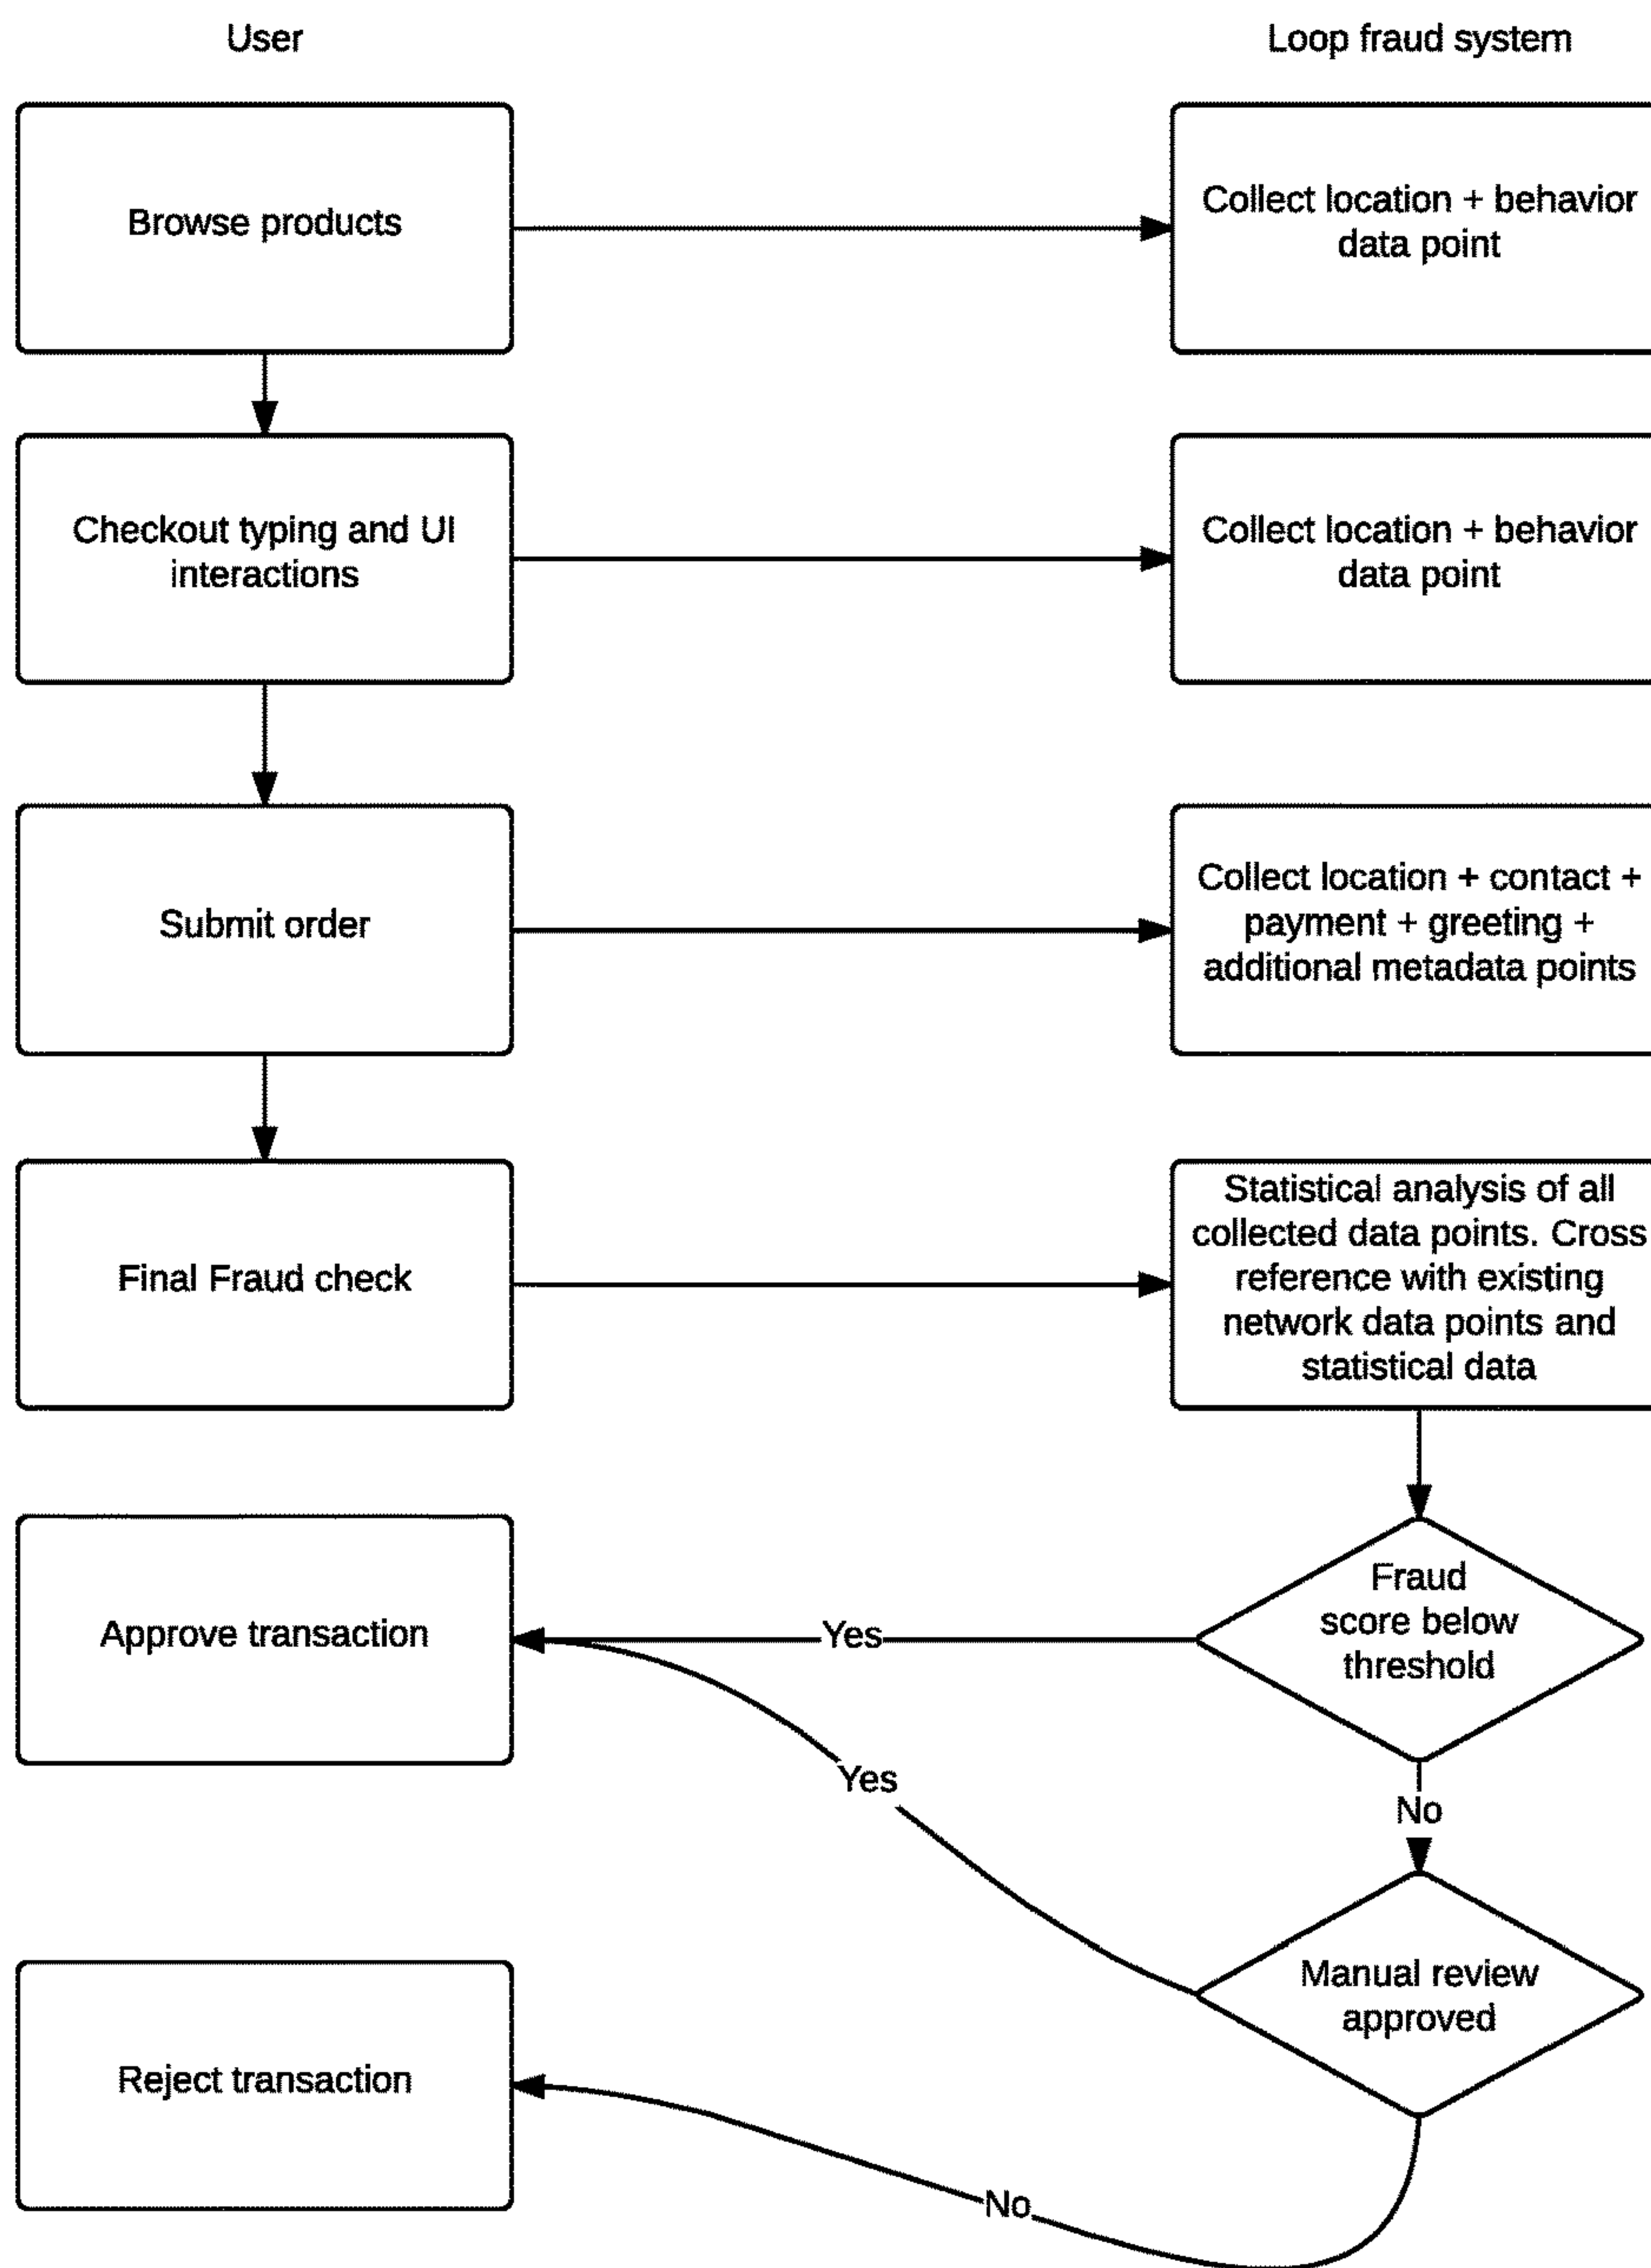 User
Loop fraud system
Browse products
Collect location + behavior
data point
Checkout typing and UI
interactions
Collect location + behavior
data point
Submit order
Collect location + contact +
payment + greeting +
additional metadata points
Final Fraud check
Statistical analysis of all
collected data points. Cross
reference with existing
network data points and
statistical data
Approve transaction
Yes
Fraud
score below
threshold
Yes
No
Manual review
approved
Reject transaction
No